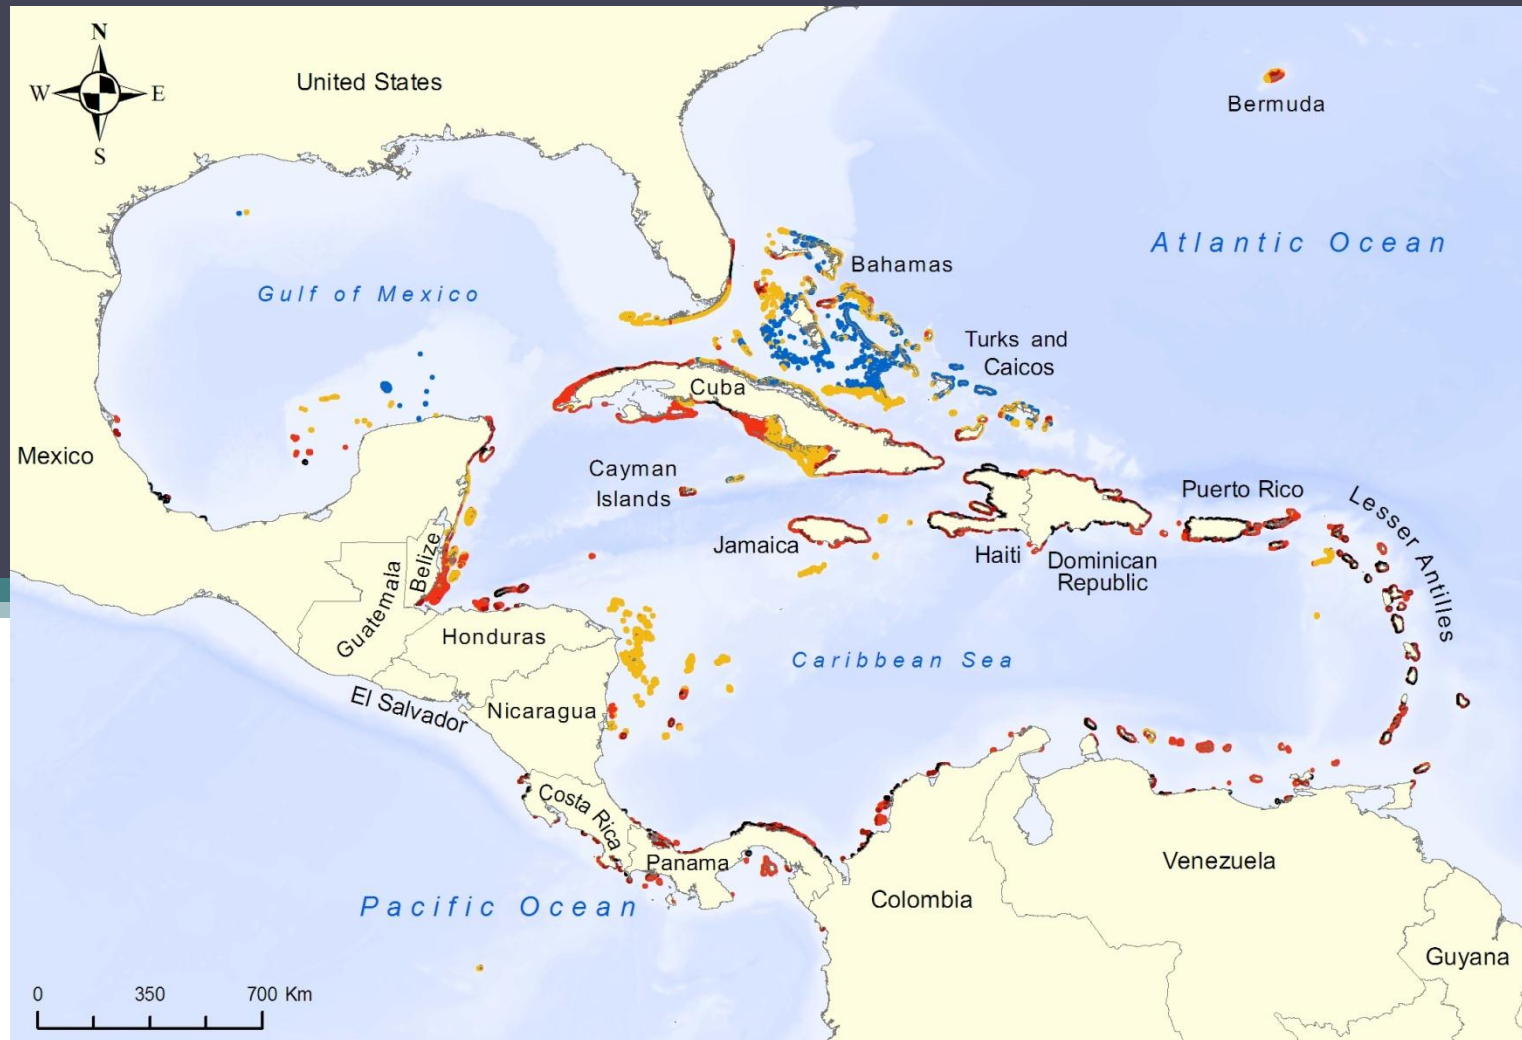 N
W
E
S
United States
Bermuda
Atlantic Ocean
Bahamas
Gulf of Mexico
Turks and
Caicos
Cuba
Mexico
Cayman
Islands
Puerto Rico
Lesser Antilles
Jamaica
Haiti
Dominican
Republic
Belize
Guatemala
Honduras
Caribbean Sea
El Salvador
Nicaragua
Costa Rica
Panama
Venezuela
Colombia
Pacific Ocean
Guyana
0
350
700 Km